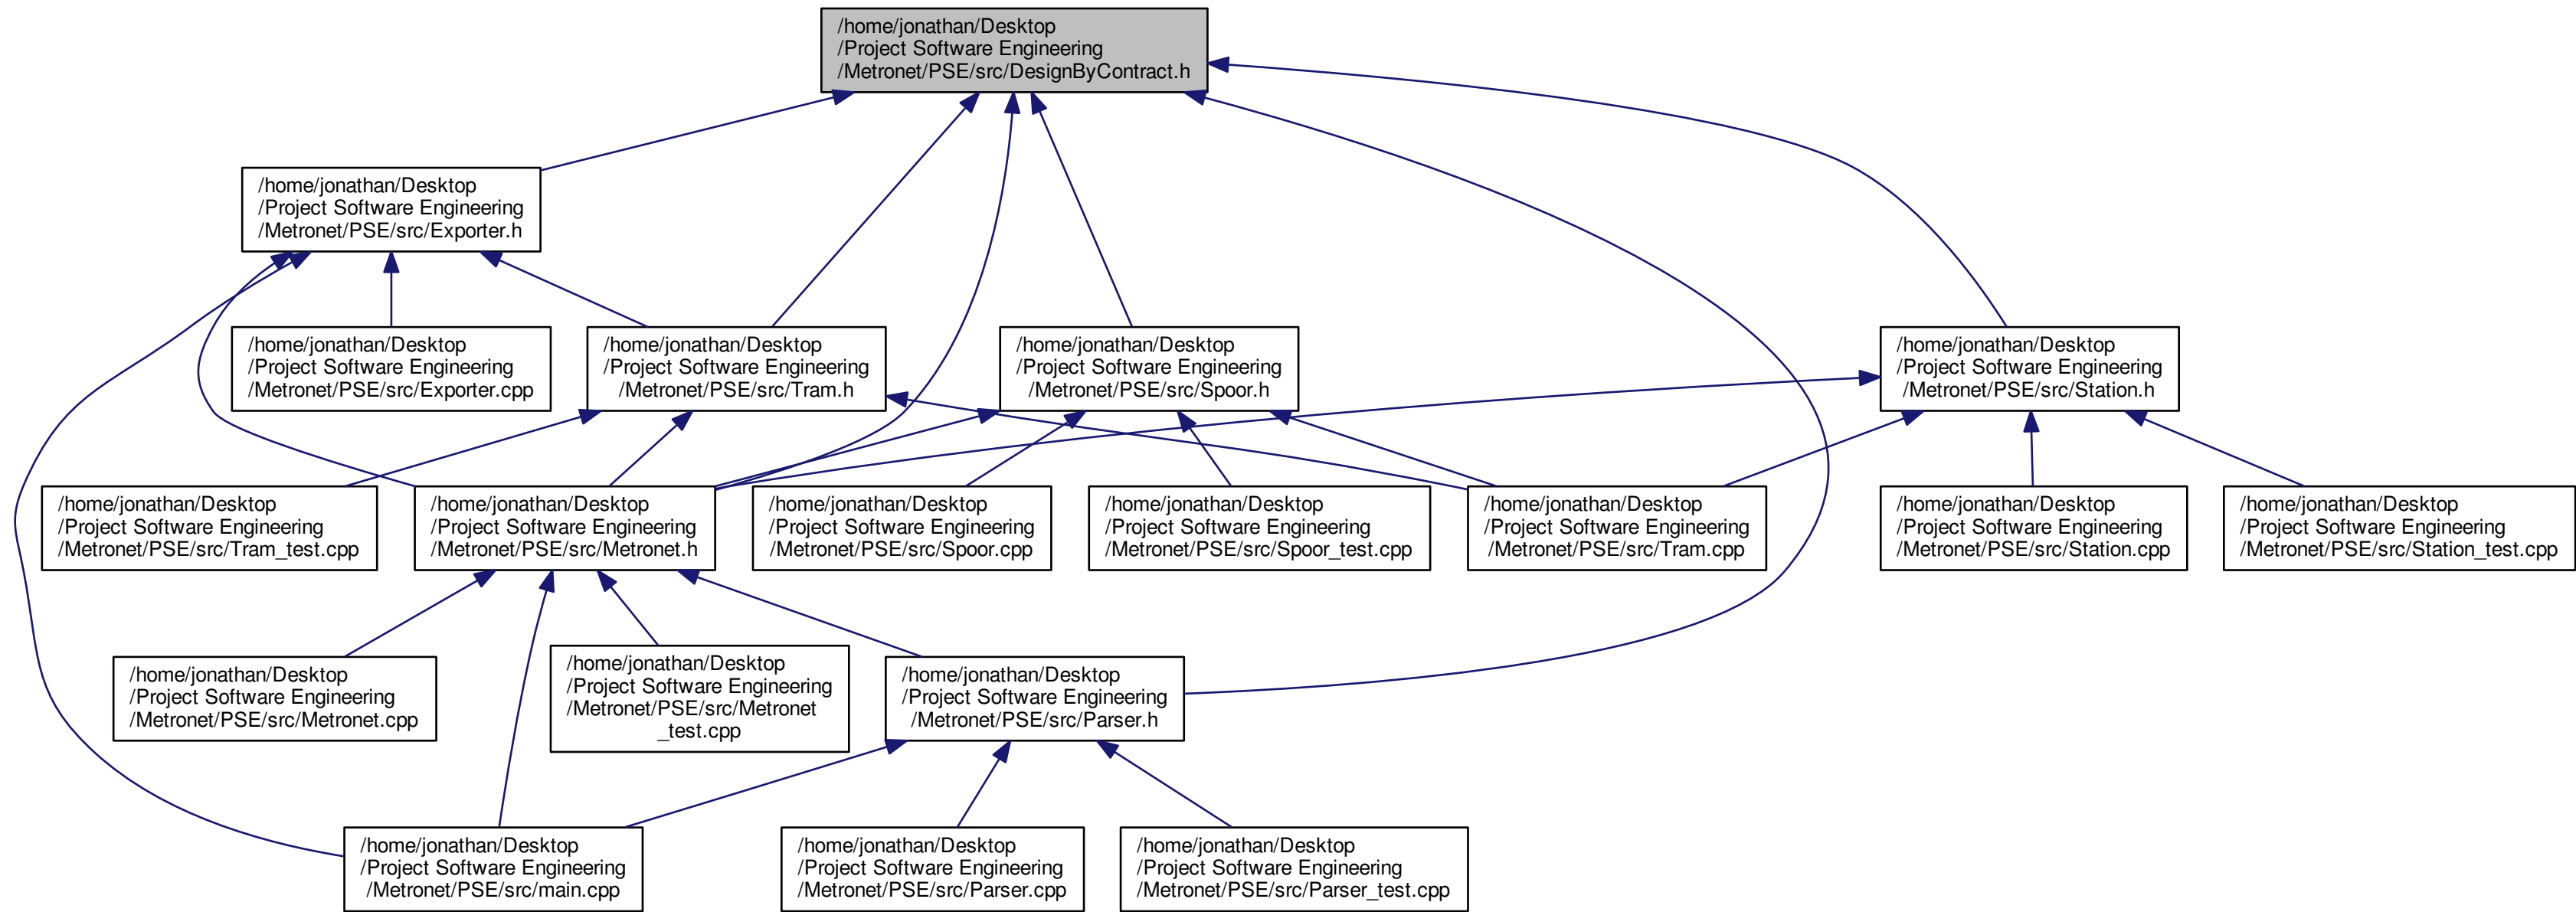 /home/jonathan/Desktop
/Project Software Engineering
/Metronet/PSE/src/DesignByContract.h
/home/jonathan/Desktop
/Project Software Engineering
/Metronet/PSE/src/Exporter.h
/home/jonathan/Desktop
/Project Software Engineering
/Metronet/PSE/src/Exporter.cpp
/home/jonathan/Desktop
/Project Software Engineering
/Metronet/PSE/src/Tram.h
/home/jonathan/Desktop
/Project Software Engineering
/Metronet/PSE/src/Spoor.h
/home/jonathan/Desktop
/Project Software Engineering
/Metronet/PSE/src/Station.h
/home/jonathan/Desktop
/Project Software Engineering
/Metronet/PSE/src/Tram_test.cpp
/home/jonathan/Desktop
/Project Software Engineering
/Metronet/PSE/src/Metronet.h
/home/jonathan/Desktop
/Project Software Engineering
/Metronet/PSE/src/Spoor.cpp
/home/jonathan/Desktop
/Project Software Engineering
/Metronet/PSE/src/Spoor_test.cpp
/home/jonathan/Desktop
/Project Software Engineering
/Metronet/PSE/src/Tram.cpp
/home/jonathan/Desktop
/Project Software Engineering
/Metronet/PSE/src/Station.cpp
/home/jonathan/Desktop
/Project Software Engineering
/Metronet/PSE/src/Station_test.cpp
/home/jonathan/Desktop
/Project Software Engineering
/Metronet/PSE/src/Metronet.cpp
/home/jonathan/Desktop
/Project Software Engineering
/Metronet/PSE/src/Metronet
_test.cpp
/home/jonathan/Desktop
/Project Software Engineering
/Metronet/PSE/src/Parser.h
/home/jonathan/Desktop
/Project Software Engineering
/Metronet/PSE/src/main.cpp
/home/jonathan/Desktop
/Project Software Engineering
/Metronet/PSE/src/Parser.cpp
/home/jonathan/Desktop
/Project Software Engineering
/Metronet/PSE/src/Parser_test.cpp